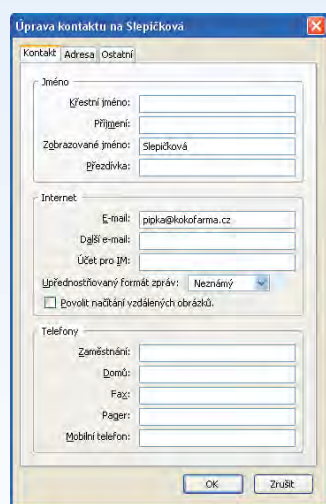 Úprava kontaktu na Slepičková
Kontakt Adresa Ostatní
Jméno
Křestní jméno:
Příjmení:
Zobrazované jméno: Slepičková
Přezdívka:
Internet
E-mail: pipka@kokofarma.cz
Další e-mail:
Účet pro IM:
Upřednostňovaný formát zpráv: Neznámý
Povolit načítání vzdálených obrázků.
Telefony
Zaměstnání:
Domů:
Fax:
Pager:
Mobilní telefon:
OK Zrušit